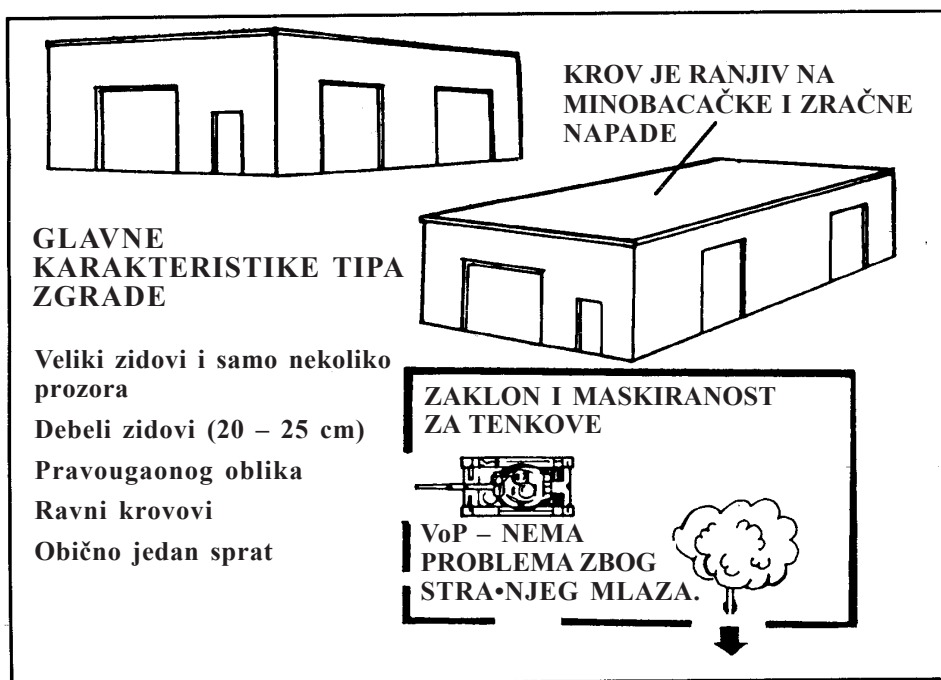 KROV JE RANJIV NA
MINOBACAČKE I ZRAČNE
NAPADE
GLAVNE
KARAKTERISTIKE TIPA
ZGRADE
Veliki zidovi i samo nekoliko
prozora
Debeli zidovi (20 – 25 cm)
Pravougaonog oblika
Ravni krovovi
Obično jedan sprat
ZAKLON I MASKIRANOST
ZA TENKOVE
VoP – NEMA
PROBLEMA ZBOG
STRA•NJEG MLAZA.